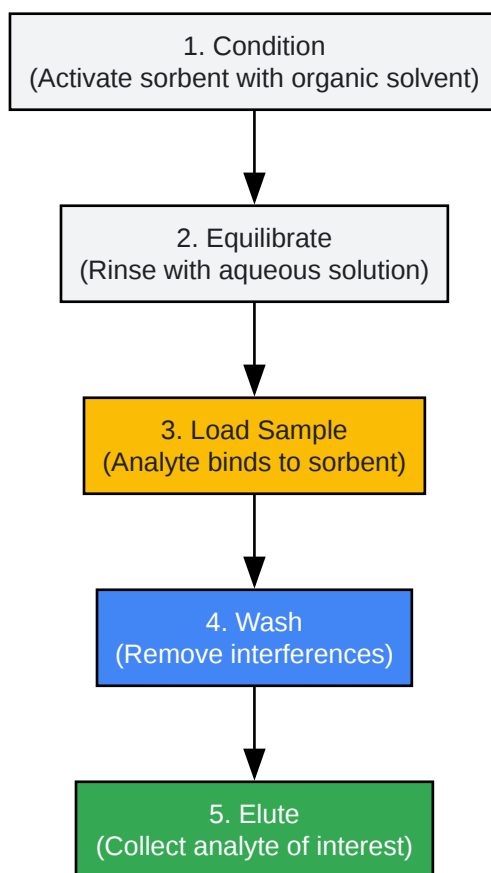 1. Condition
(Activate sorbent with organic solvent)
2. Equilibrate
(Rinse with aqueous solution)
3. Load Sample
(Analyte binds to sorbent)
4. Wash
(Remove interferences)
5. Elute
(Collect analyte of interest)